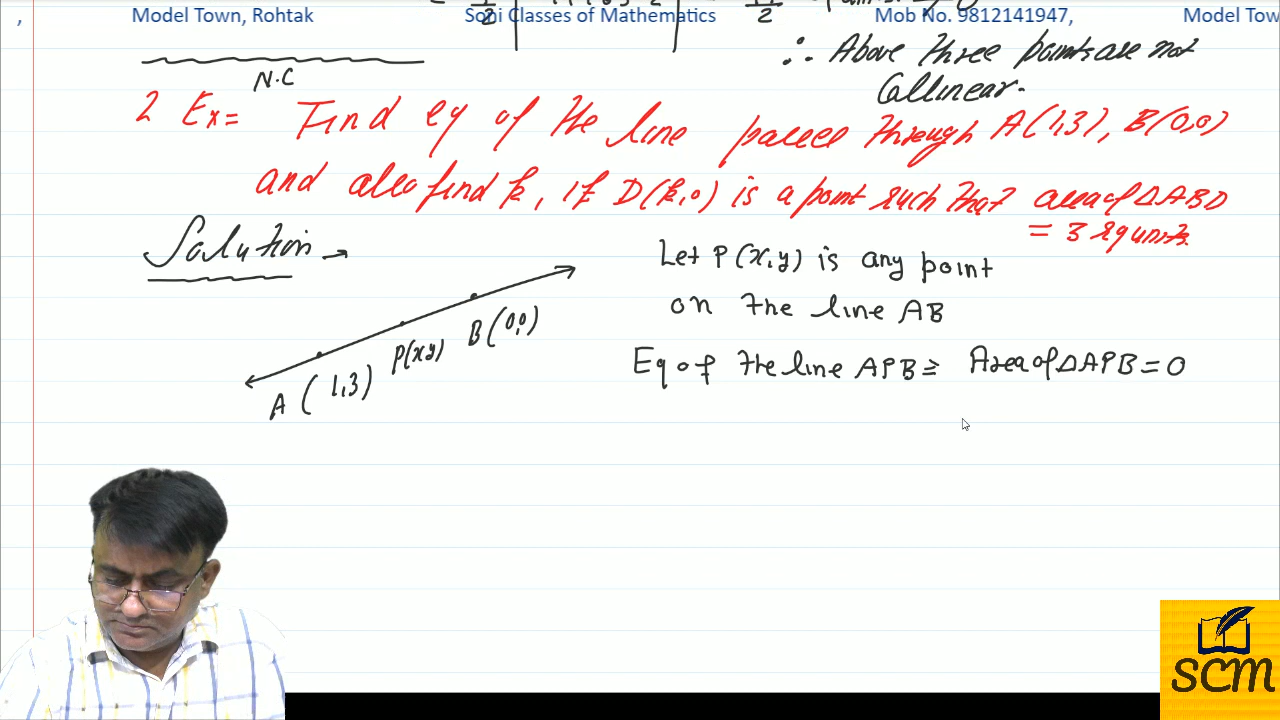 , Model Town, Rohtak Soni Classes of Mathematics Mob No. 9812141947, Model Tow
∴ Above three points are not
Collinear.
N.C
2 Ex= Find eq of the line passes through A(1,3), B(0,0)
and also find k, if D(k,0) is a point such that area of △ABD
= 3 sq units.
Solution →
Let P(x,y) is any point
on the line AB
A (1,3) P(x,y) B(0,0)
Eq of the line APB ⇒ Area of △APB = 0
SCM